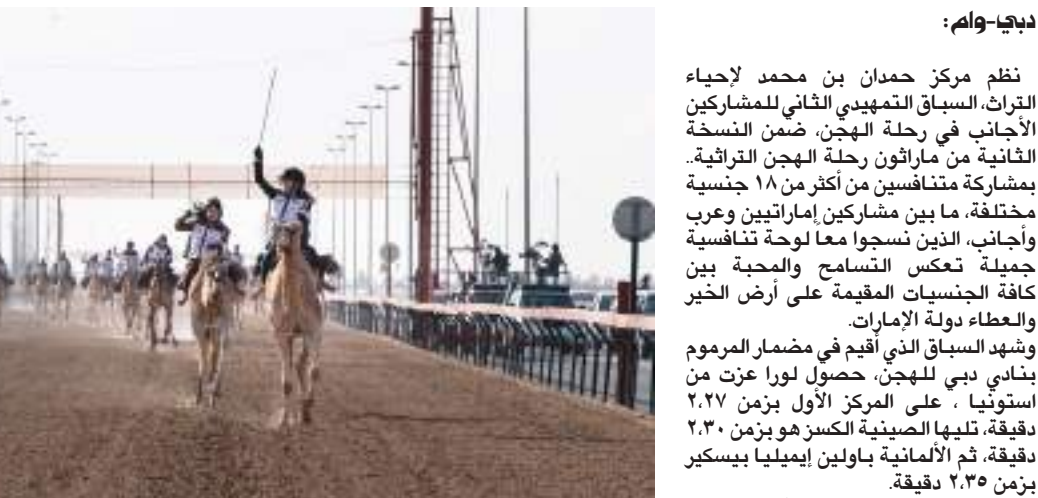 دبي-وام:
نظم مركز حمدان بن محمد لإحياء
التراث، السباق التمهيدي الثاني للمشاركين
الأجانب في رحلة الهجن، ضمن النسخة
الثانية من ماراثون رحلة الهجن التراثية..
بمشاركة متنافسين من أكثر من ١٨ جنسية
مختلفة، ما بين مشاركين إماراتيين وعرب
وأجانب، الذين نسجوا معاً لوحة تنافسية
جميلة تعكس التسامح والمحبة بين
كافة الجنسيات المقيمة على أرض الخير
والعطاء دولة الإمارات.
وشهد السباق الذي أقيم في مضمار المرموم
بنادي دبي للهجن، حصول لورا عزت من
استونيا ، على المركز الأول بزمن ٢،٢٧
دقيقة، تليها الصينية الكسز هو بزمن ٢،٣٠
دقيقة، ثم الألمانية باولين إيميليا بيسكير
بزمن ٢،٣٥ دقيقة.